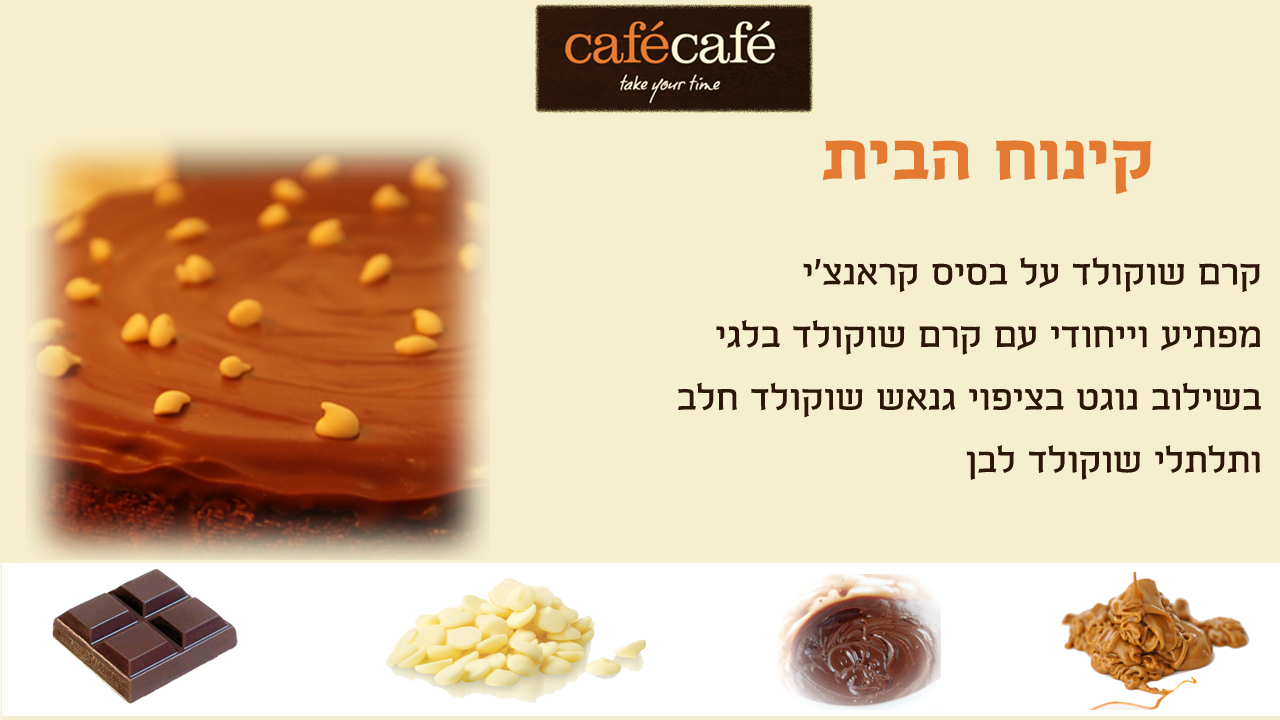 cafécafé
take your time
קינוח הבית
קרם שוקולד על בסיס קראנצ'י
מפתיע וייחודי עם קרם שוקולד בלגי
בשילוב נוגט בציפוי גנאש שוקולד חלב
ותלתלי שוקולד לבן